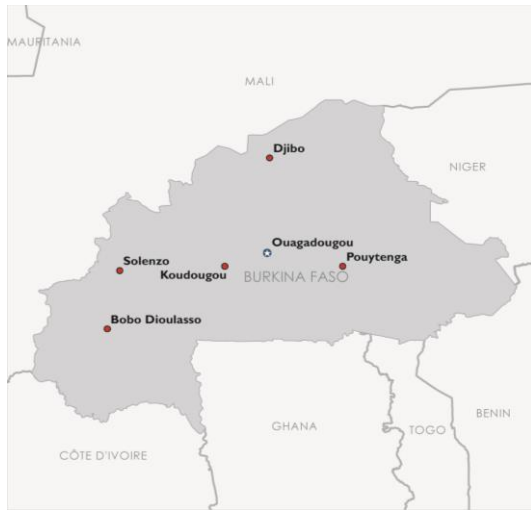 MAURITANIA
MALI
Djibo
NIGER
Ouagadougou
Solenzo
Koudougou
Pouytenga
BURKINA FASO
Bobo Dioulasso
GHANA
TOGO
BENIN
CÔTE D'IVOIRE